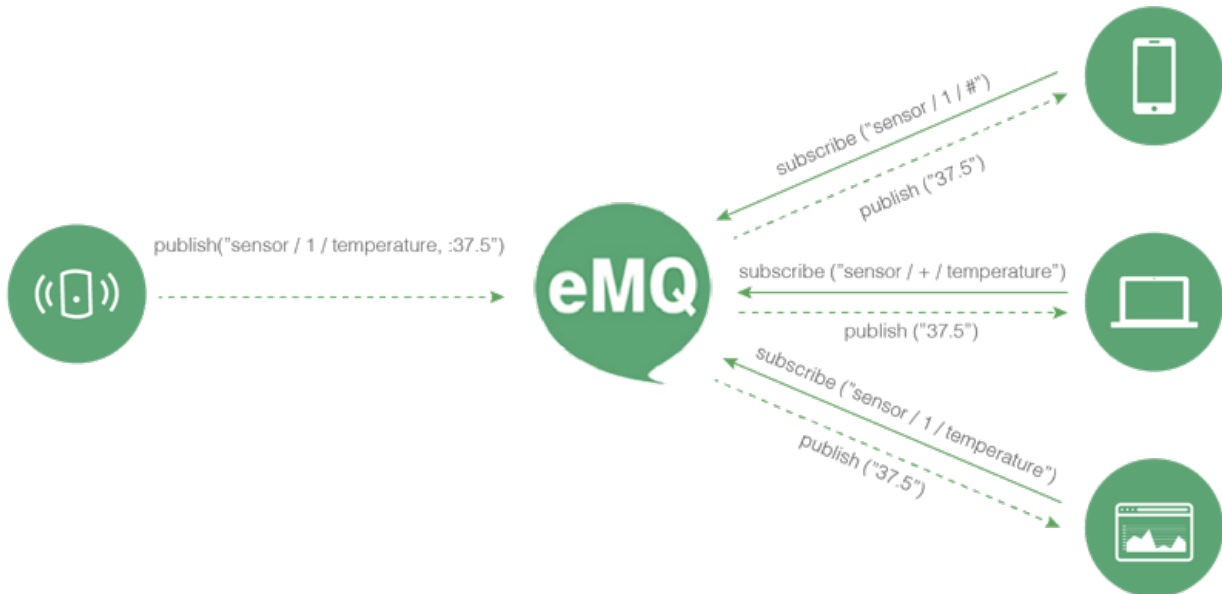 subscribe ("sensor / 1 / #")
publish ("37.5")
publish("sensor / 1 / temperature, :37.5")
eMQ
subscribe ("sensor / + / temperature")
publish ("37.5")
subscribe ("sensor / 1 / temperature")
publish ("37.5")